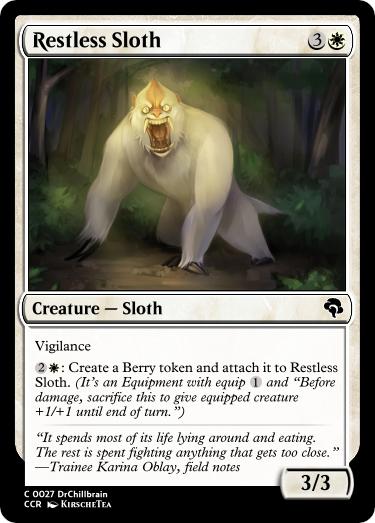 Restless Sloth 3
Creature — Sloth
Vigilance
2: Create a Berry token and attach it to Restless
Sloth. (It's an Equipment with equip 1 and “Before
damage, sacrifice this to give equipped creature
+1/+1 until end of turn.”)
“It spends most of its life lying around and eating.
The rest is spent fighting anything that gets too close.”
—Trainee Karina Oblay, field notes
3/3
C 0027 DrChillbrain
CCR KirscheTea